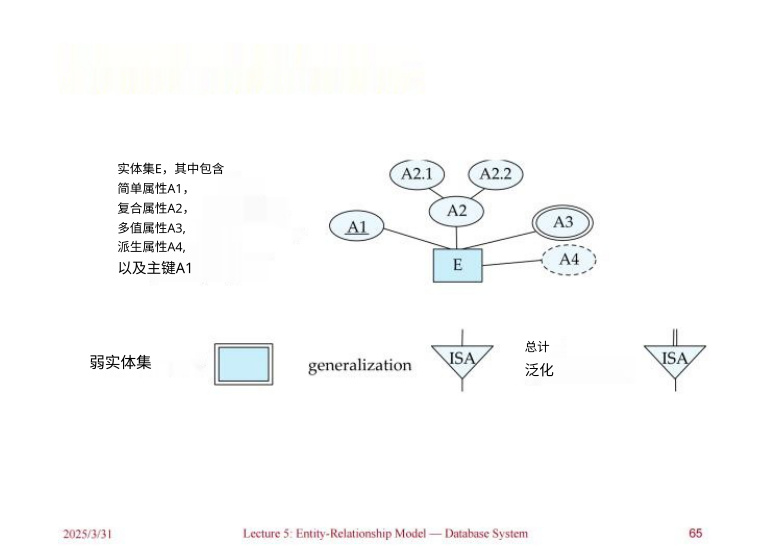 实体集E，其中包含
简单属性A1，
复合属性A2，
多值属性A3,
派生属性A4,
以及主键A1
A2.1
A2.2
A2
A1
A3
E
A4
弱实体集
generalization
ISA
总计
泛化
ISA
2025/3/31
Lecture 5: Entity-Relationship Model — Database System
65